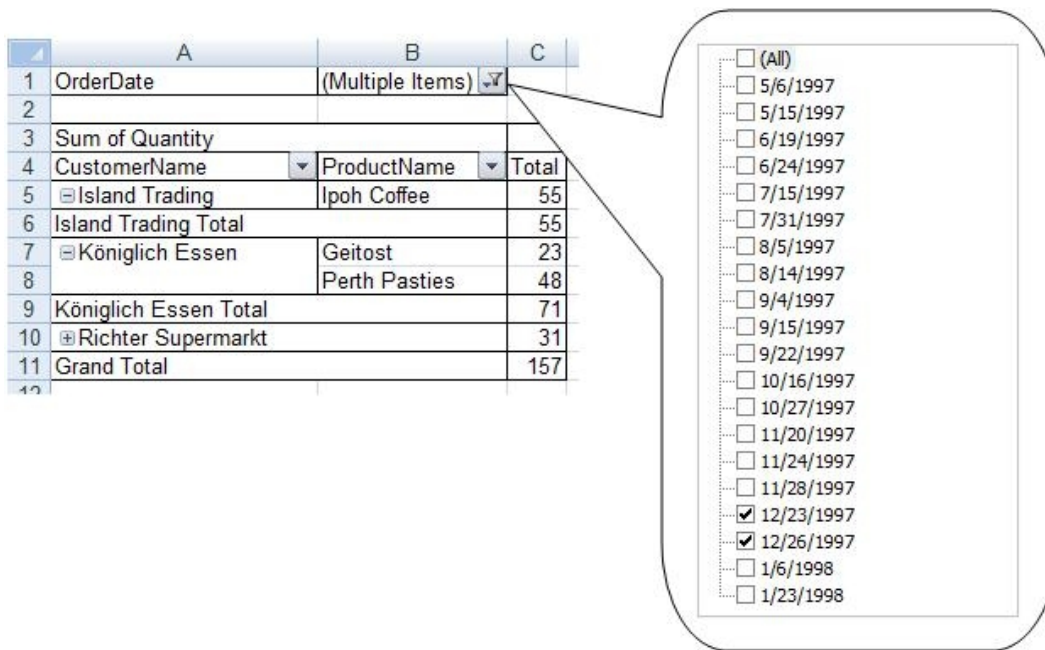 A B C
1 OrderDate (Multiple Items)
2
3 Sum of Quantity
4 CustomerName ProductName Total
5 Island Trading Ipoh Coffee 55
6 Island Trading Total 55
7 Königlich Essen Geitost 23
8 Perth Pasties 48
9 Königlich Essen Total 71
10 Richter Supermarkt 31
11 Grand Total 157
12
(All)
5/6/1997
5/15/1997
6/19/1997
6/24/1997
7/15/1997
7/31/1997
8/5/1997
8/14/1997
9/4/1997
9/15/1997
9/22/1997
10/16/1997
10/27/1997
11/20/1997
11/24/1997
11/28/1997
12/23/1997
12/26/1997
1/6/1998
1/23/1998